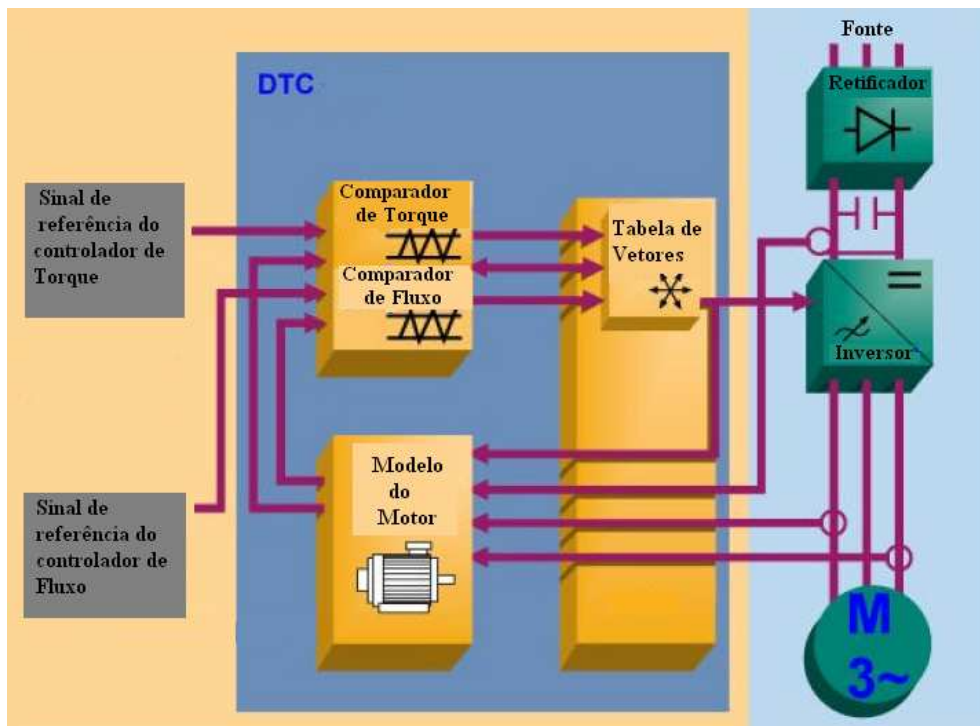 Fonte
Retificador
DTC
Sinal de
referência do
controlador de
Torque
Comparador
de Torque
Comparador
de Fluxo
Tabela de
Vetores
Inversor
Modelo
do
Motor
Sinal de
referência do
controlador de
Fluxo
M
3~